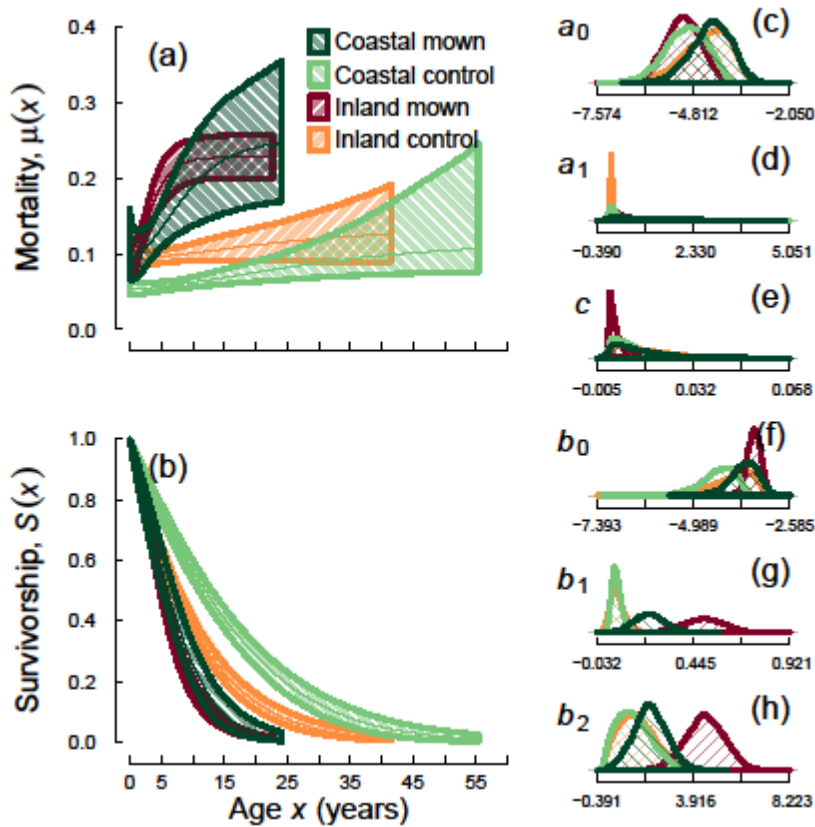 0.4
(a)
Coastal mown
Coastal control
Inland mown
Inland control
0.3
0.2
0.1
0.0
Mortality, μ(x)
1.0
(b)
0.8
0.6
0.4
0.2
0.0
Survivorship, S(x)
0 5 15 25 35 45 55
Age x (years)
a0 (c)
−7.574 −4.812 −2.050
a1 (d)
−0.390 2.330 5.051
c (e)
−0.005 0.032 0.068
b0 (f)
−7.393 −4.989 −2.585
b1 (g)
−0.032 0.445 0.921
b2 (h)
−0.391 3.916 8.223